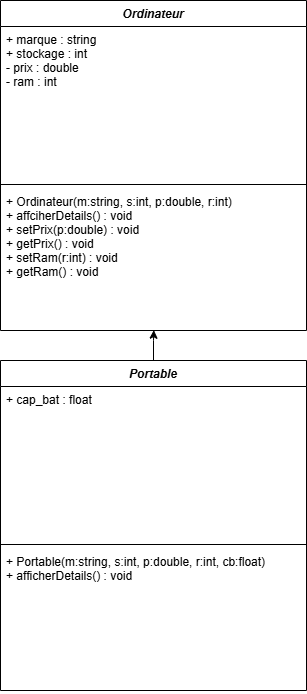 Ordinateur
+ marque : string
+ stockage : int
- prix : double
- ram : int
+ Ordinateur(m:string, s:int, p:double, r:int)
+ affciherDetails() : void
+ setPrix(p:double) : void
+ getPrix() : void
+ setRam(r:int) : void
+ getRam() : void
Portable
+ cap_bat : float
+ Portable(m:string, s:int, p:double, r:int, cb:float)
+ afficherDetails() : void